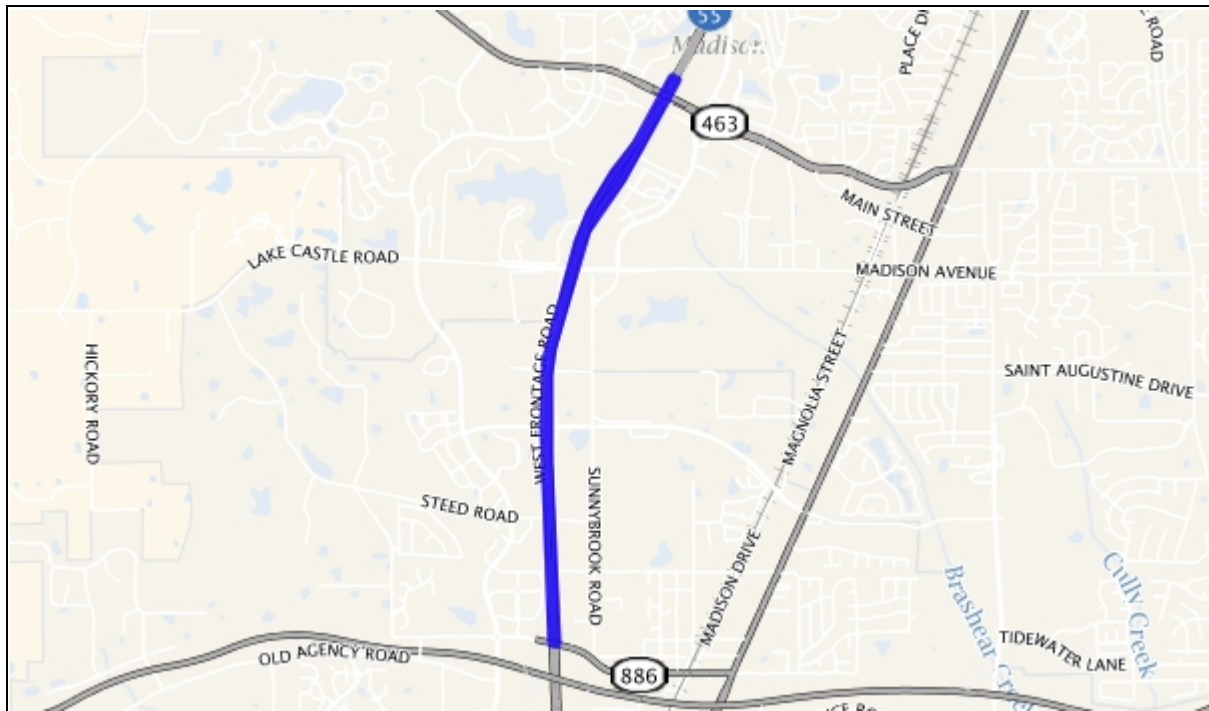 55
Madison
PLACE DR
ROAD
463
MAIN STREET
LAKE CASTLE ROAD
MADISON AVENUE
WEST FRONTAGE ROAD
HICKORY ROAD
MAGNOLIA STREET
SAINT AUGUSTINE DRIVE
STEED ROAD
SUNNYBROOK ROAD
MADISON DRIVE
Brashear Creek
Cully Creek
TIDEWATER LANE
OLD AGENCY ROAD
886